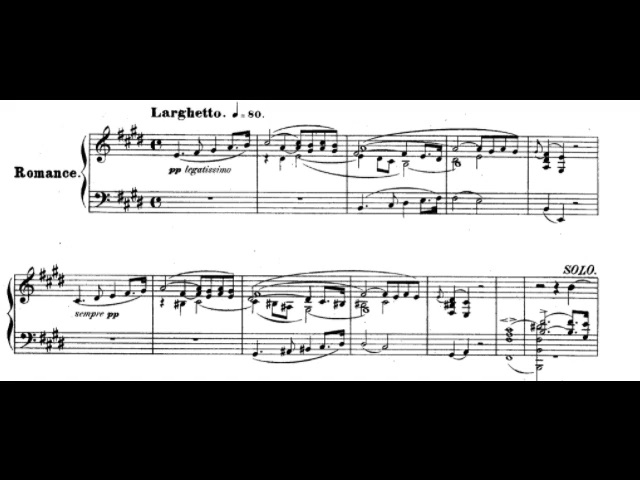 Larghetto. ♩=80.
Romance.
pp legatissimo
SOLO.
sempre pp